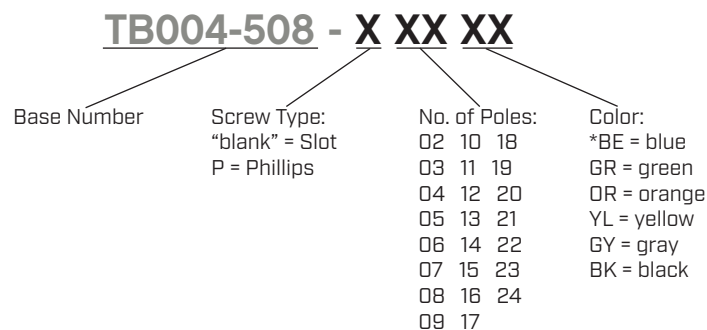 TB004-508 - X XX XX
Base Number
Screw Type:
“blank” = Slot
P = Phillips
No. of Poles:
02 10 18
03 11 19
04 12 20
05 13 21
06 14 22
07 15 23
08 16 24
09 17
Color:
*BE = blue
GR = green
OR = orange
YL = yellow
GY = gray
BK = black